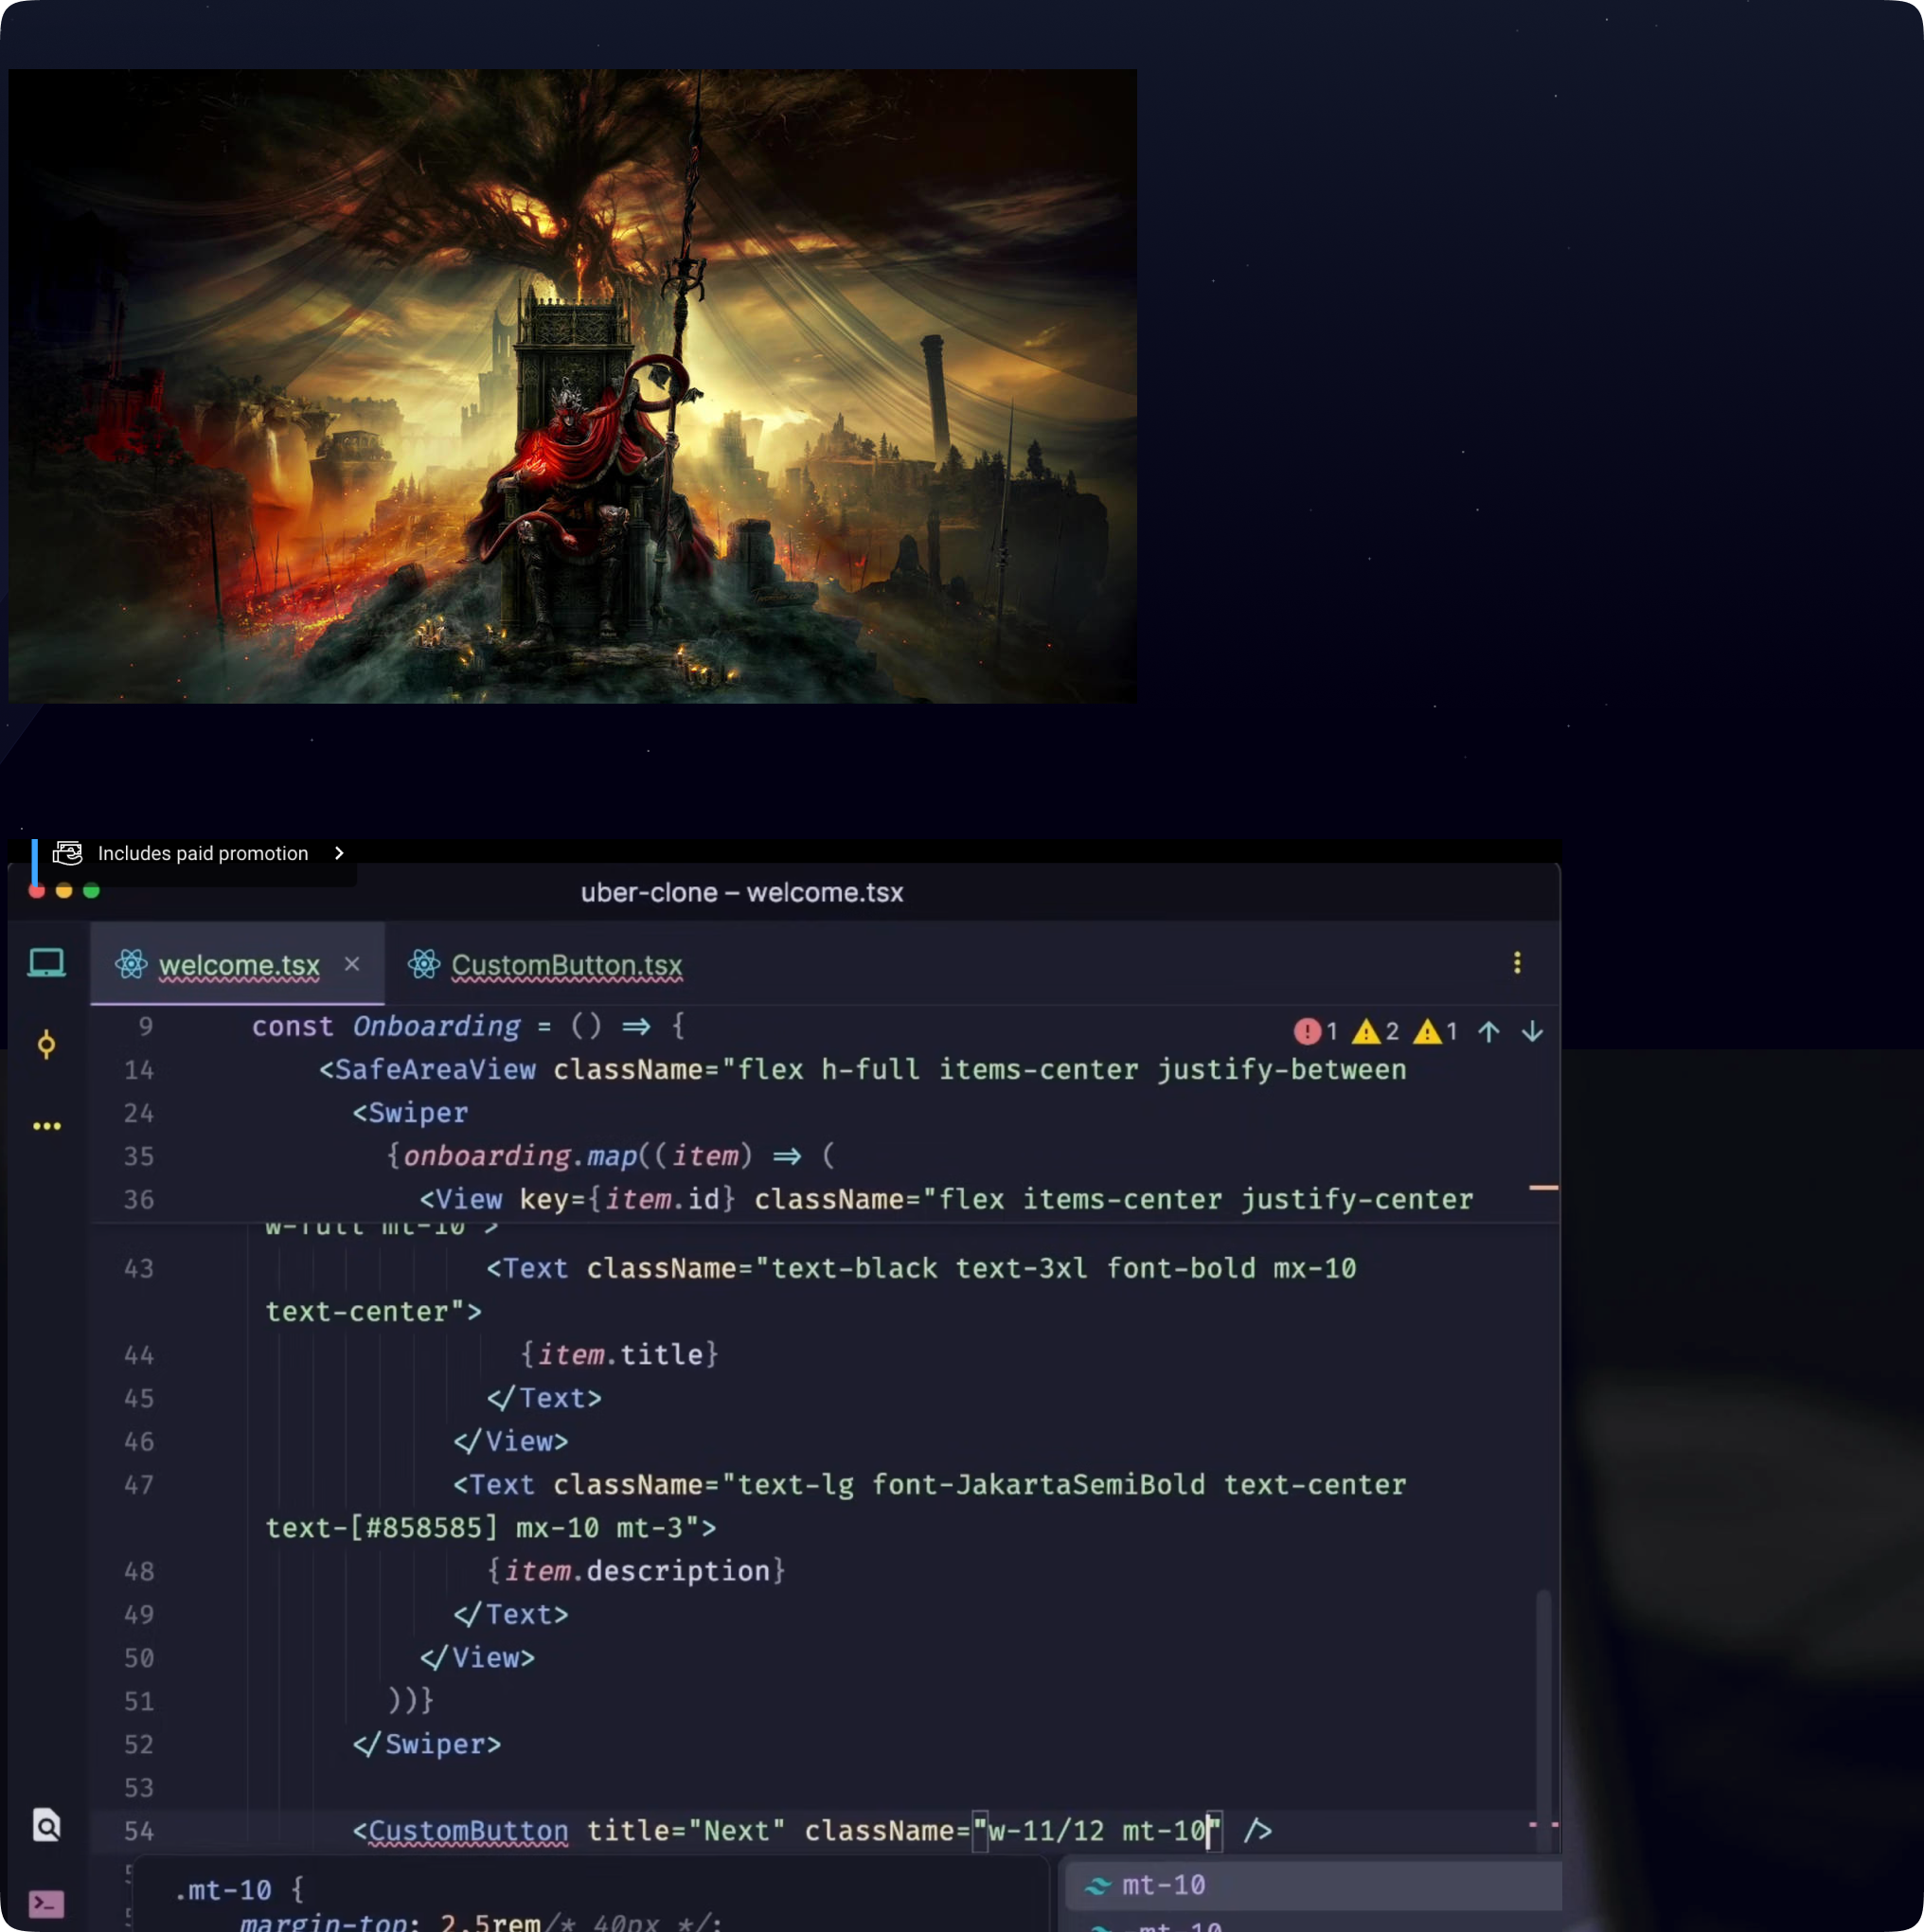 Includes paid promotion
uber-clone – welcome.tsx
welcome.tsx × CustomButton.tsx
9 const Onboarding = () => {
1 2 1
14 <SafeAreaView className="flex h-full items-center justify-between
24 <Swiper
35 {onboarding.map((item) => (
36 <View key={item.id} className="flex items-center justify-center
w-full mt-10">
43 <Text className="text-black text-3xl font-bold mx-10
text-center">
44 {item.title}
45 </Text>
46 </View>
47 <Text className="text-lg font-JakartaSemiBold text-center
text-[#858585] mx-10 mt-3">
48 {item.description}
49 </Text>
50 </View>
51 ))}
52 </Swiper>
53
54 <CustomButton title="Next" className="w-11/12 mt-10" />
.mt-10 {
margin-top: 2.5rem/* 40px */;
mt-10
-mt-10